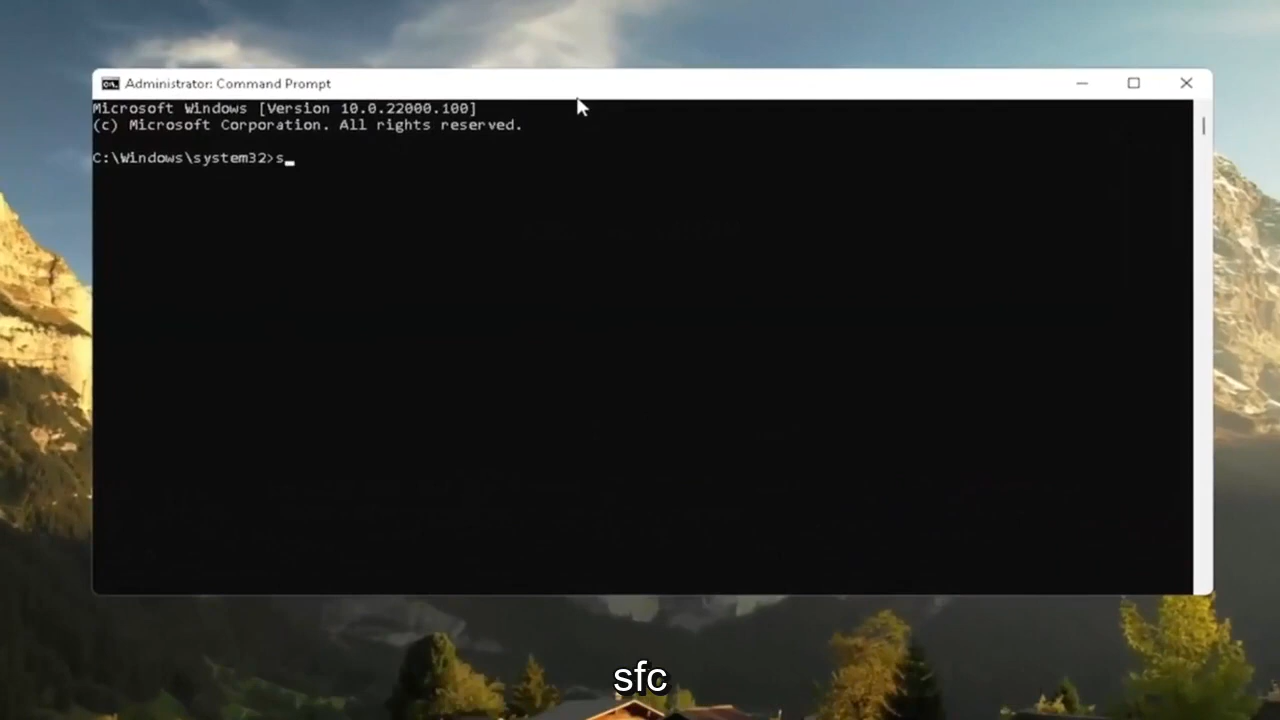 Administrator: Command Prompt
Microsoft Windows [Version 10.0.22000.100]
(c) Microsoft Corporation. All rights reserved.
C:\Windows\system32>s
sfc